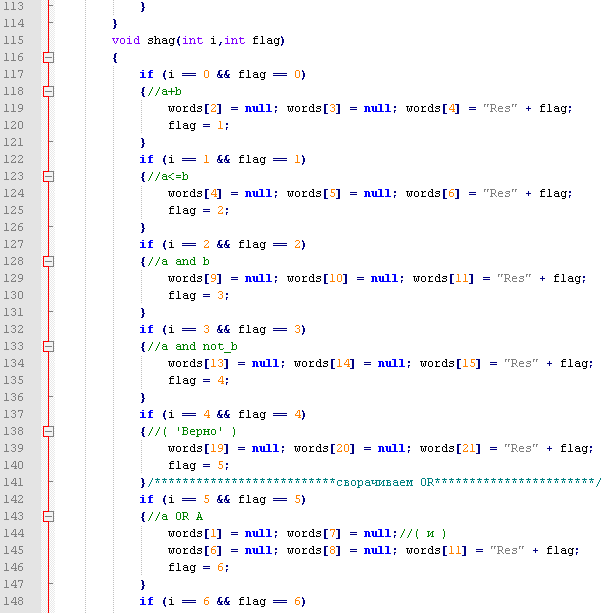 113 }
114 }
115 void shag(int i,int flag)
116 {
117 if (i == 0 && flag == 0)
118 {//a+b
119 words[2] = null; words[3] = null; words[4] = "Res" + flag;
120 flag = 1;
121 }
122 if (i == 1 && flag == 1)
123 {//a<=b
124 words[4] = null; words[5] = null; words[6] = "Res" + flag;
125 flag = 2;
126 }
127 if (i == 2 && flag == 2)
128 {//a and b
129 words[9] = null; words[10] = null; words[11] = "Res" + flag;
130 flag = 3;
131 }
132 if (i == 3 && flag == 3)
133 {//a and not_b
134 words[13] = null; words[14] = null; words[15] = "Res" + flag;
135 flag = 4;
136 }
137 if (i == 4 && flag == 4)
138 {//( 'Верно' )
139 words[19] = null; words[20] = null; words[21] = "Res" + flag;
140 flag = 5;
141 }/**************************сворачиваем OR***********************/
142 if (i == 5 && flag == 5)
143 {//a OR A
144 words[1] = null; words[7] = null;//( и )
145 words[6] = null; words[8] = null; words[11] = "Res" + flag;
146 flag = 6;
147 }
148 if (i == 6 && flag == 6)